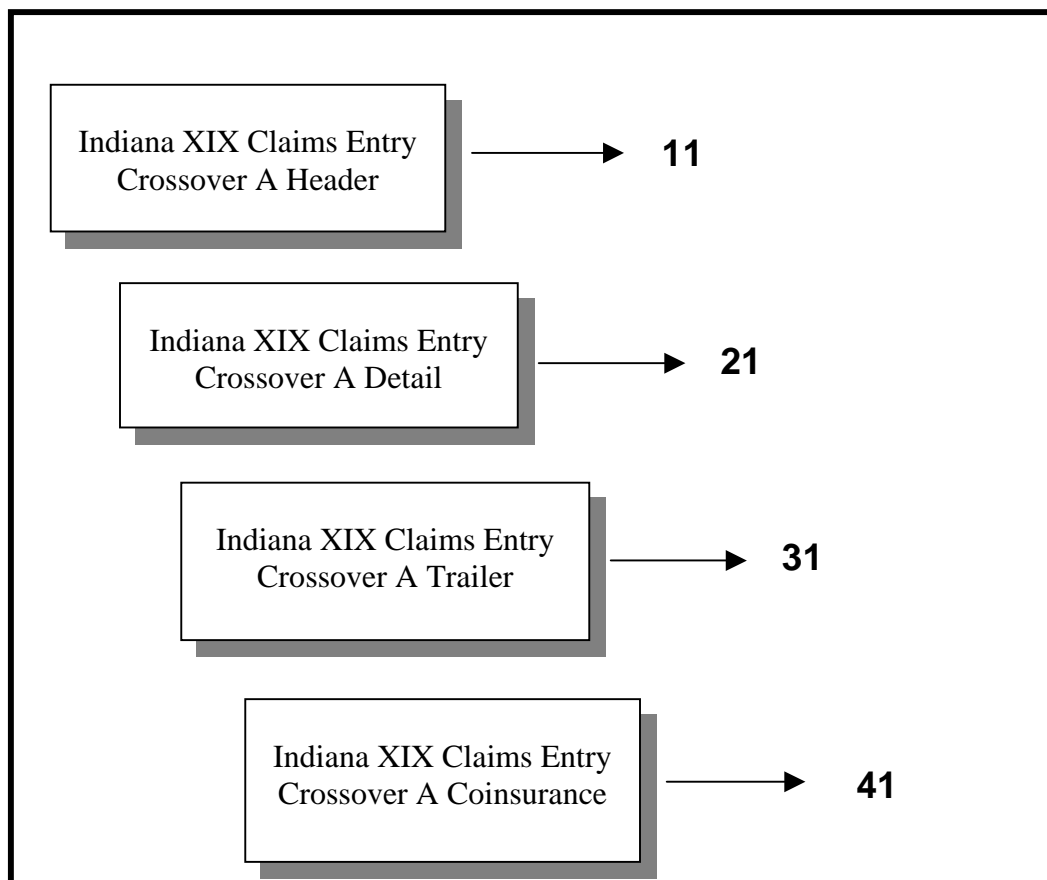 Indiana XIX Claims Entry
Crossover A Header
11
Indiana XIX Claims Entry
Crossover A Detail
21
Indiana XIX Claims Entry
Crossover A Trailer
31
Indiana XIX Claims Entry
Crossover A Coinsurance
41